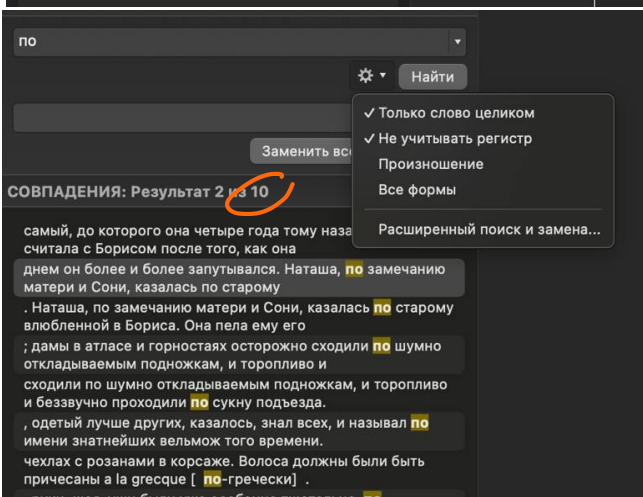 по
Найти
✓ Только слово целиком
✓ Не учитывать регистр
Произношение
Все формы
Расширенный поиск и замена...
Заменить все
СОВПАДЕНИЯ: Результат 2 из 10
самый, до которого она четыре года тому наза
считала с Борисом после того, как она
днем он более и более запутывался. Наташа, по замечанию
матери и Сони, казалась по старому
. Наташа, по замечанию матери и Сони, казалась по старому
влюбленной в Бориса. Она пела ему его
; дамы в атласе и горностаях осторожно сходили по шумно
откладываемым подножкам, и торопливо и
сходили по шумно откладываемым подножкам, и торопливо
и беззвучно проходили по сукну подъезда.
, одетый лучше других, казалось, знал всех, и называл по
имени знатнейших вельмож того времени.
чехлах с розанами в корсаже. Волоса должны были быть
причесаны a la grecque [ по-гречески] .